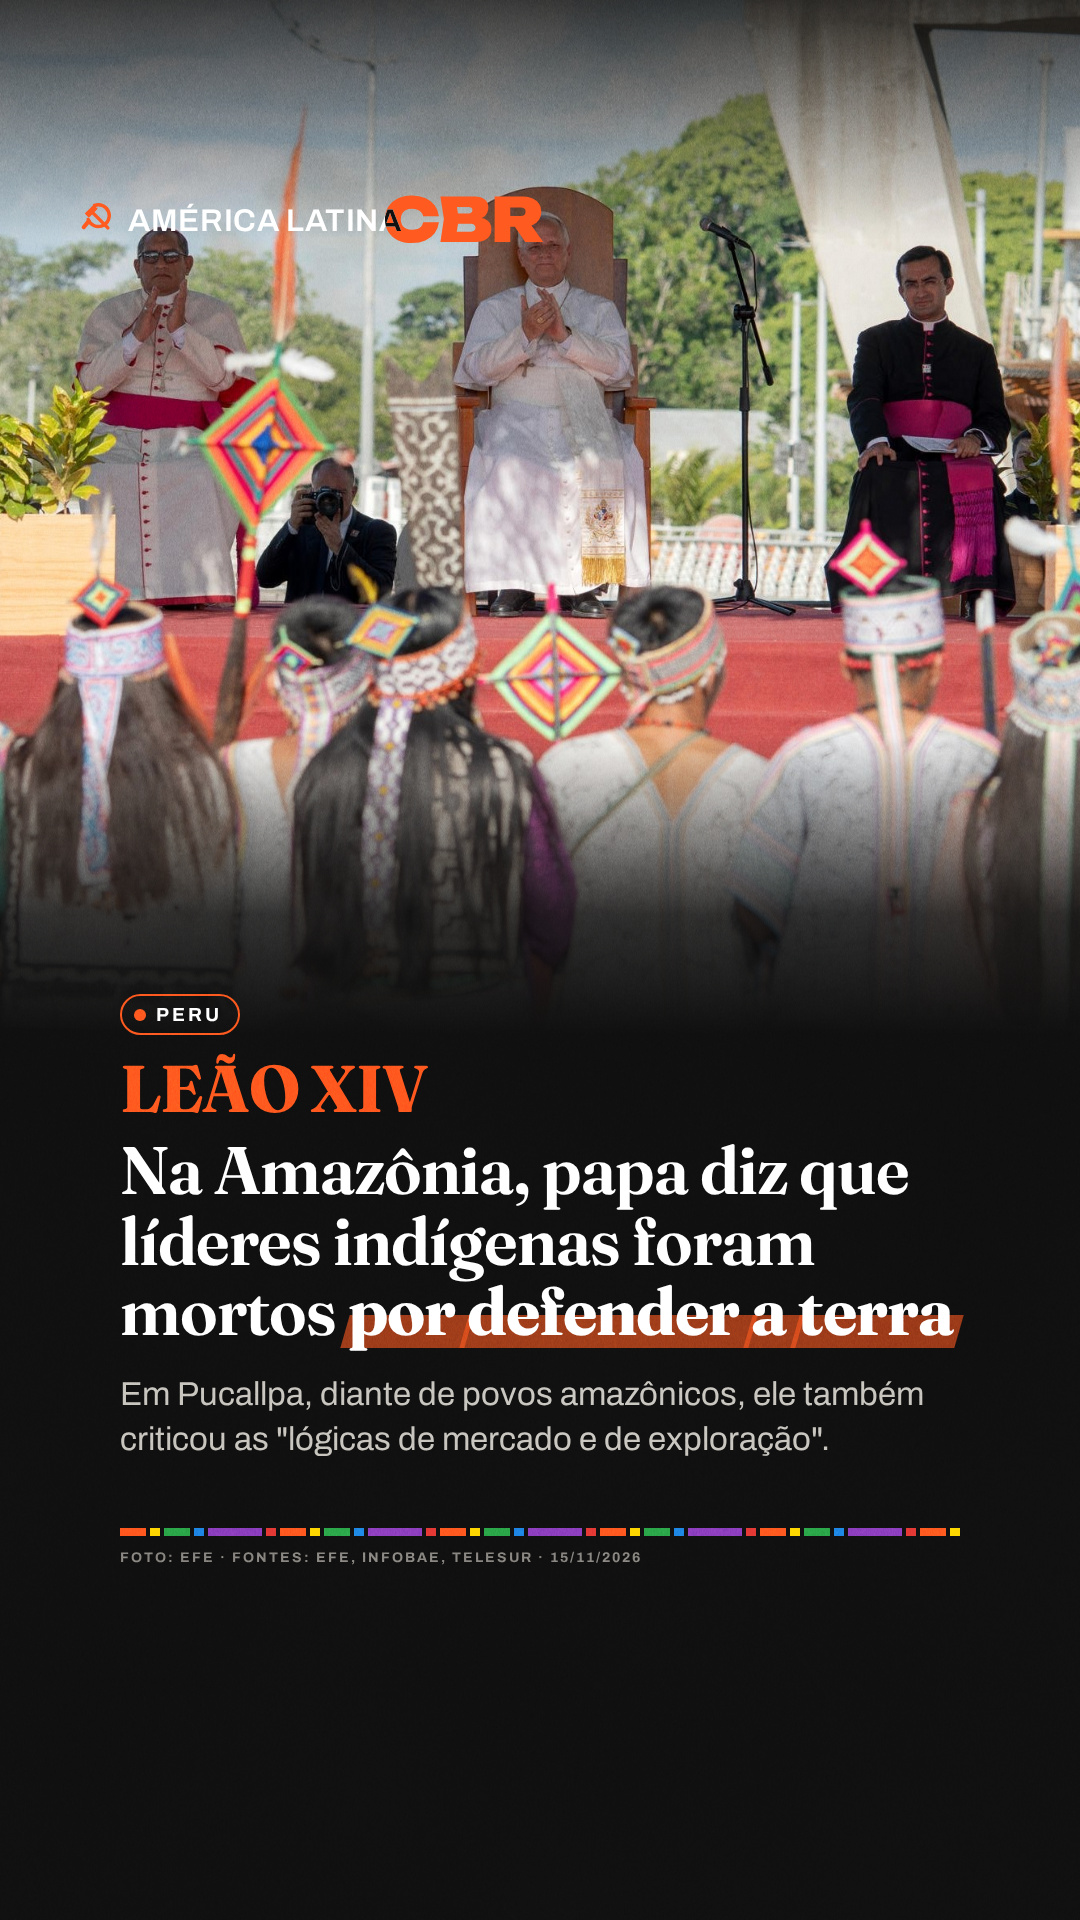 AMÉRICA LATINA
CBR
PERU
LEÃO XIV
Na Amazônia, papa diz que
líderes indígenas foram
mortos por defender a terra
Em Pucallpa, diante de povos amazônicos, ele também
criticou as "lógicas de mercado e de exploração".
FOTO: EFE · FONTES: EFE, INFOBAE, TELESUR · 15/11/2026